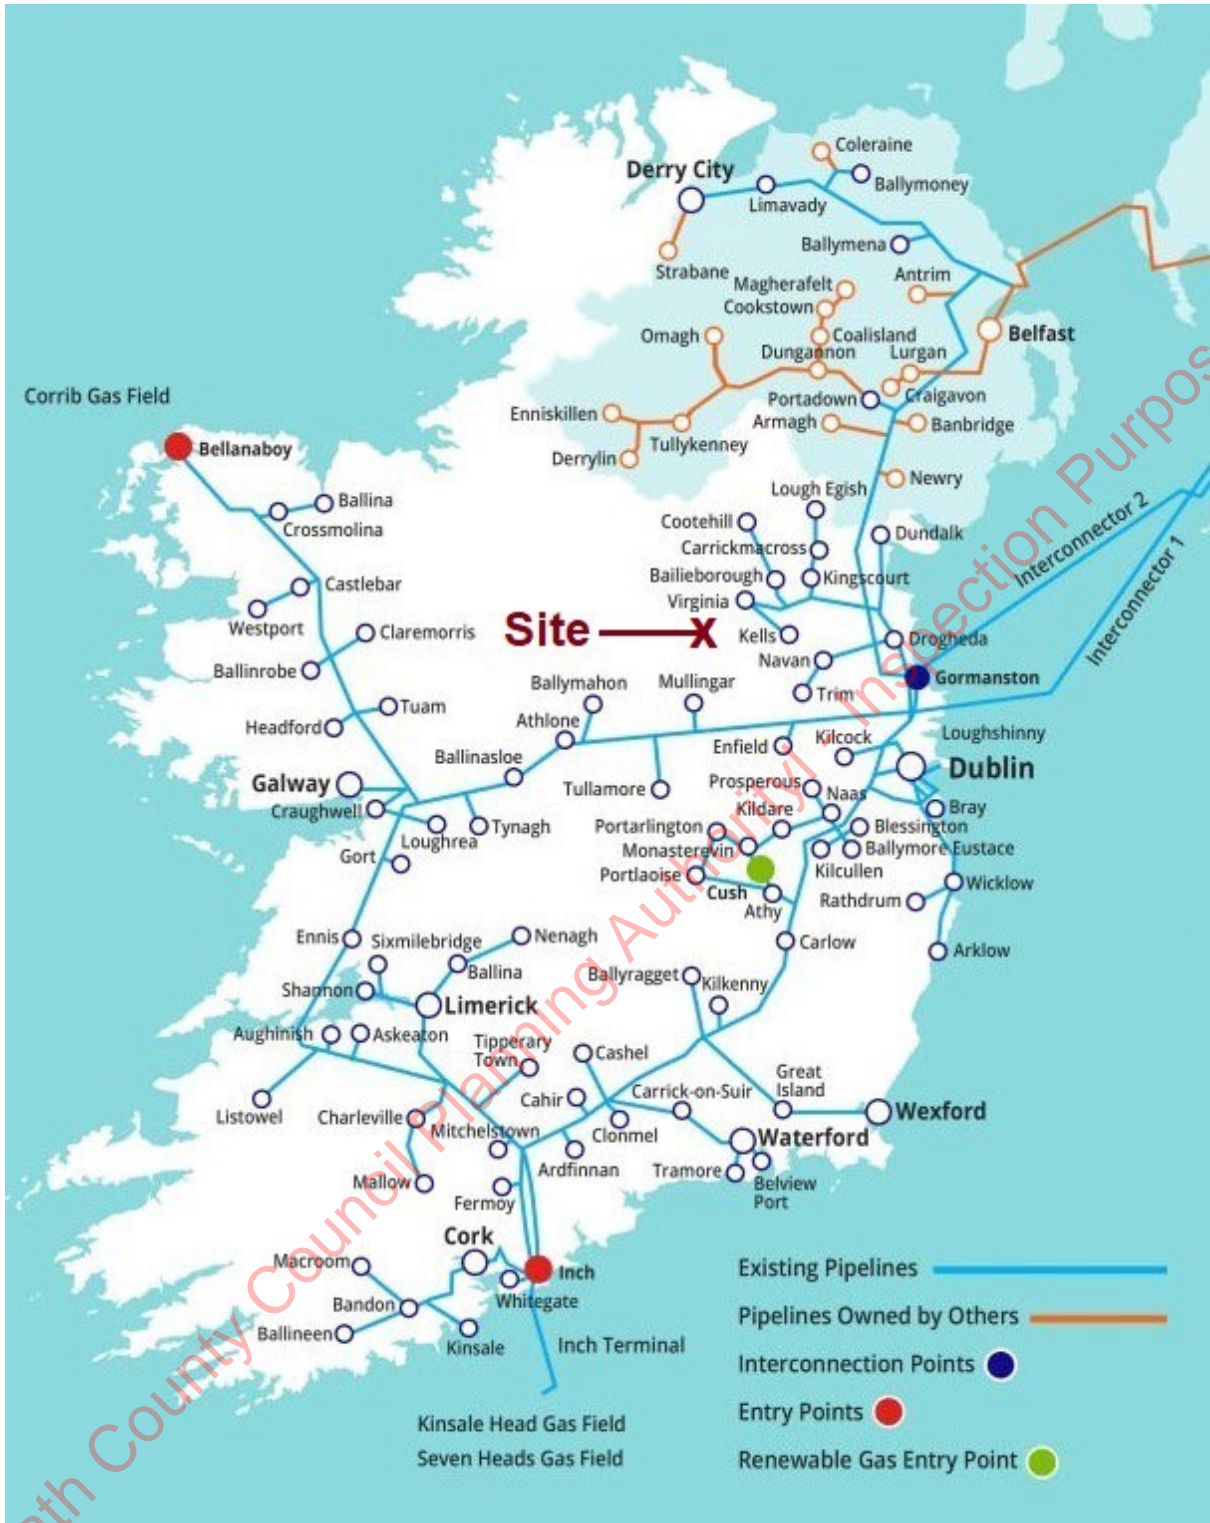 Coleraine
Derry City
Ballymoney
Limavady
Ballymena
Strabane
Antrim
Magherafelt
Cookstown
Omagh
Coalisland
Belfast
Dungannon
Lurgan
Corrib Gas Field
Portadown
Craigavon
Enniskillen
Armagh
Banbridge
Tullykenney
Bellanaboy
Derrylin
Newry
Lough Egish
Ballina
Crossmolina
Cootehill
Dundalk
Carrickmacross
Interconnector 2
Interconnector 1
Castlebar
Bailieborough
Kingscourt
Virginia
Westport
Claremorris
Site
x
Kells
Drogheda
Navan
Ballinrobe
Gormanston
Ballymahon
Mullingar
Trim
Tuam
Athlone
Headford
Loughshinny
Enfield
Kilcock
Ballinasloe
Dublin
Galway
Tullamore
Prosperous
Naas
Craughwell
Kildare
Bray
Portarlington
Blessington
Tynagh
Loughrea
Monasterevin
Ballymore Eustace
Gort
Portlaoise
Kilcullen
Cush
Wicklow
Rathdrum
Athy
Ennis
Sixmilebridge
Nenagh
Carlow
Arklow
Ballina
Ballyragget
Kilkenny
Shannon
Limerick
Aughinish
Askeaton
Tipperary
Town
Cashel
Great
Island
Cahir
Carrick-on-Suir
Listowel
Charleville
Wexford
Mitchelstown
Clonmel
Waterford
Ardfinnan
Tramore
Mallow
Belview
Port
Fermoy
Cork
Macroom
Inch
Existing Pipelines
Whitegate
Bandon
Pipelines Owned by Others
Ballineen
Kinsale
Inch Terminal
Interconnection Points
Entry Points
Kinsale Head Gas Field
Seven Heads Gas Field
Renewable Gas Entry Point
County Council Planning Authority - Inspection